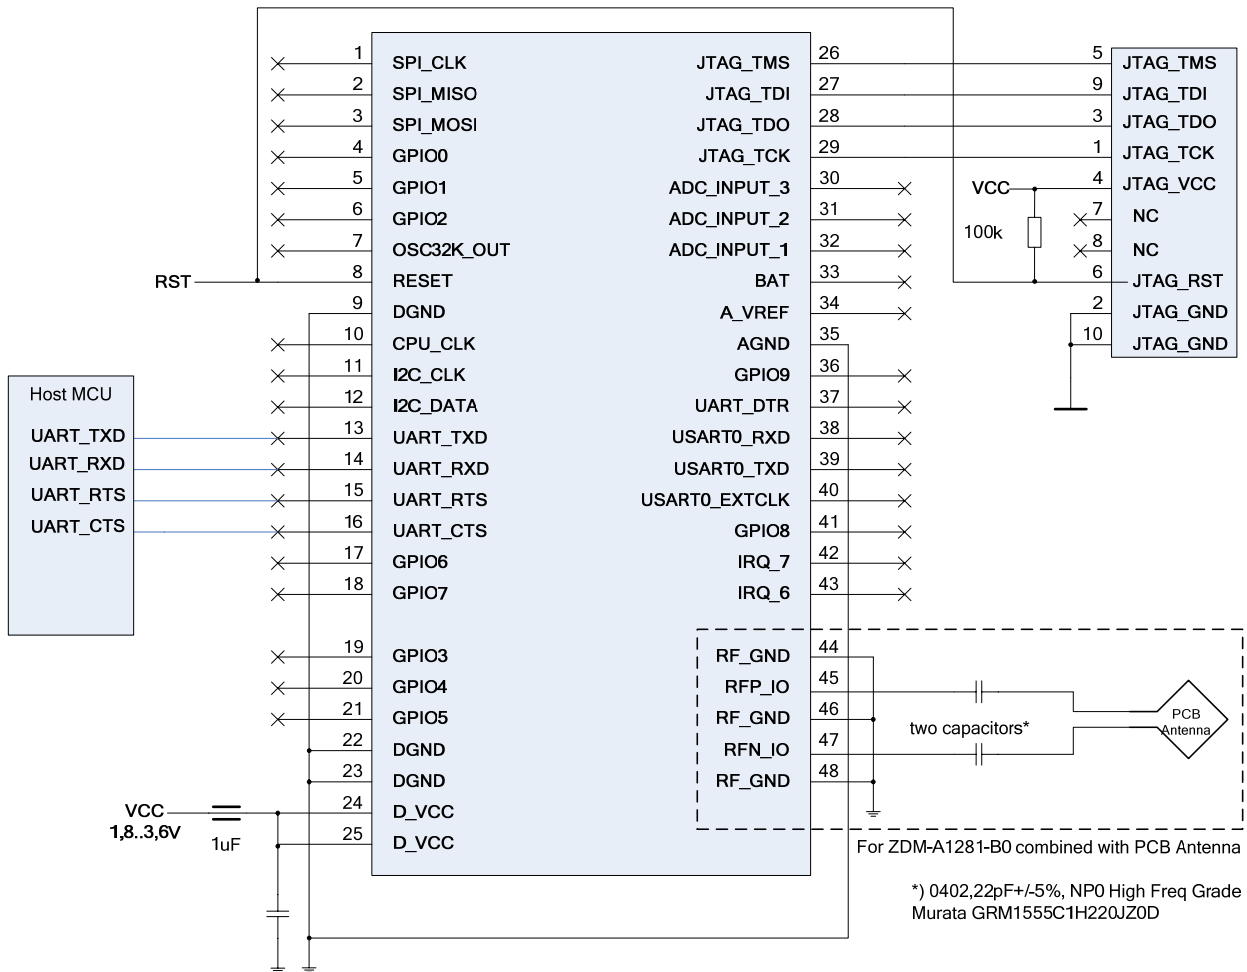 1 SPI_CLK JTAG_TMS 26 5 JTAG_TMS
2 SPI_MISO JTAG_TDI 27 9 JTAG_TDI
3 SPI_MOSI JTAG_TDO 28 3 JTAG_TDO
4 GPIO0 JTAG_TCK 29 1 JTAG_TCK
5 GPIO1 ADC_INPUT_3 30 VCC 4 JTAG_VCC
6 GPIO2 ADC_INPUT_2 31 100k 7 NC
7 OSC32K_OUT ADC_INPUT_1 32 8 NC
RST 8 RESET BAT 33 6 JTAG_RST
9 DGND A_VREF 34 2 JTAG_GND
10 CPU_CLK AGND 35 10 JTAG_GND
11 I2C_CLK GPIO9 36
Host MCU
12 I2C_DATA UART_DTR 37
UART_TXD 13 UART_TXD USART0_RXD 38
UART_RXD 14 UART_RXD USART0_TXD 39
UART_RTS 15 UART_RTS USART0_EXTCLK 40
UART_CTS 16 UART_CTS GPIO8 41
17 GPIO6 IRQ_7 42
18 GPIO7 IRQ_6 43
19 GPIO3 RF_GND 44
20 GPIO4 RFP_IO 45
21 GPIO5 RF_GND 46
two capacitors*
PCB
Antenna
22 DGND RFN_IO 47
23 DGND RF_GND 48
VCC 24 D_VCC
1,8..3,6V
1uF
25 D_VCC
For ZDM-A1281-B0 combined with PCB Antenna
*) 0402,22pF+/-5%, NP0 High Freq Grade
Murata GRM1555C1H220JZ0D